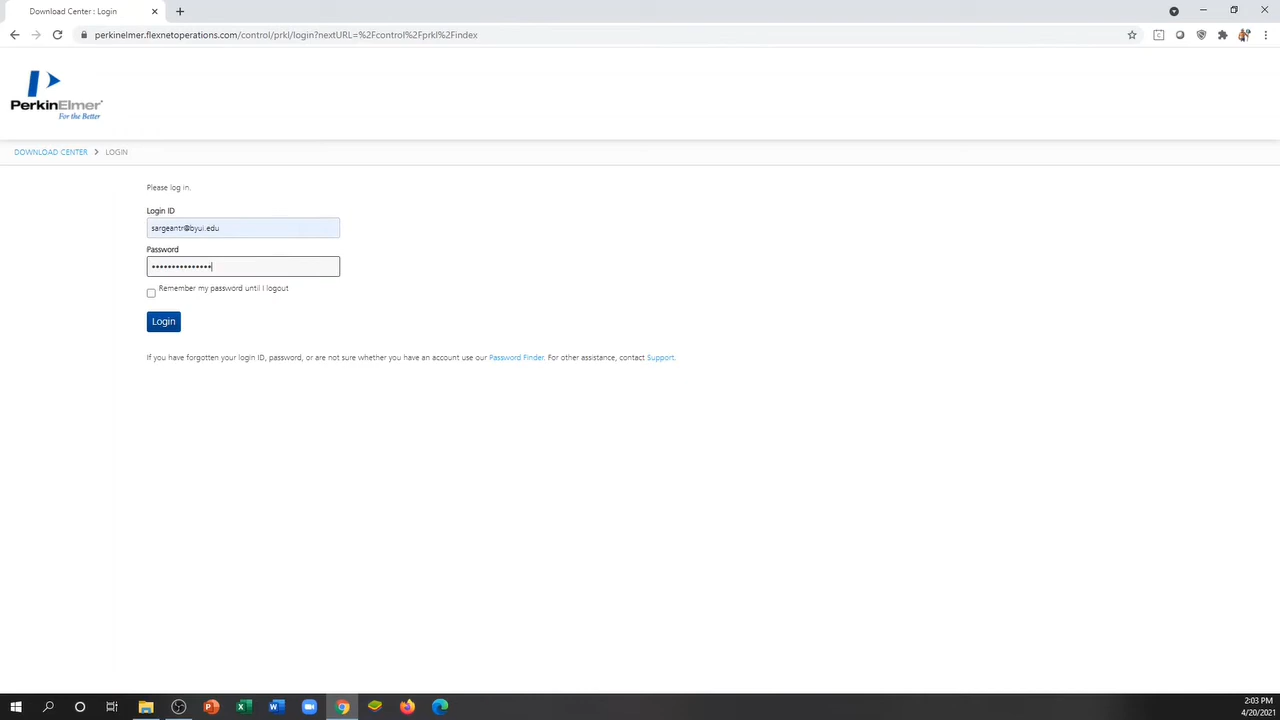 Download Center : Login
perkinelmer.flexnetoperations.com/control/prkl/login?nextURL=%2Fcontrol%2Fprkl%2Findex
PerkinElmer
For the Better
DOWNLOAD CENTER > LOGIN
Please log in.
Login ID
sargeantr@byui.edu
Password
•••••••••••••••
Remember my password until I logout
Login
If you have forgotten your login ID, password, or are not sure whether you have an account use our Password Finder. For other assistance, contact Support.
2:03 PM
4/20/2021